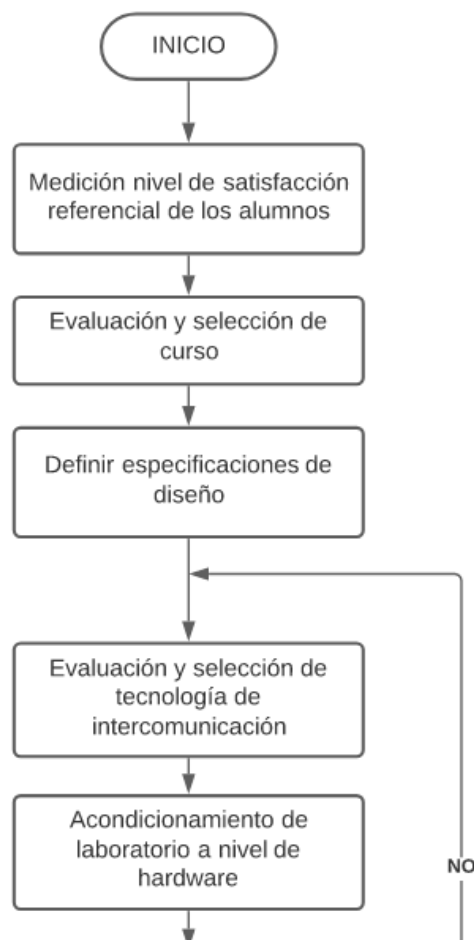 INICIO
Medición nivel de satisfacción
referencial de los alumnos
Evaluación y selección de
curso
Definir especificaciones de
diseño
Evaluación y selección de
tecnología de
intercomunicación
Acondicionamiento de
laboratorio a nivel de
hardware
NO